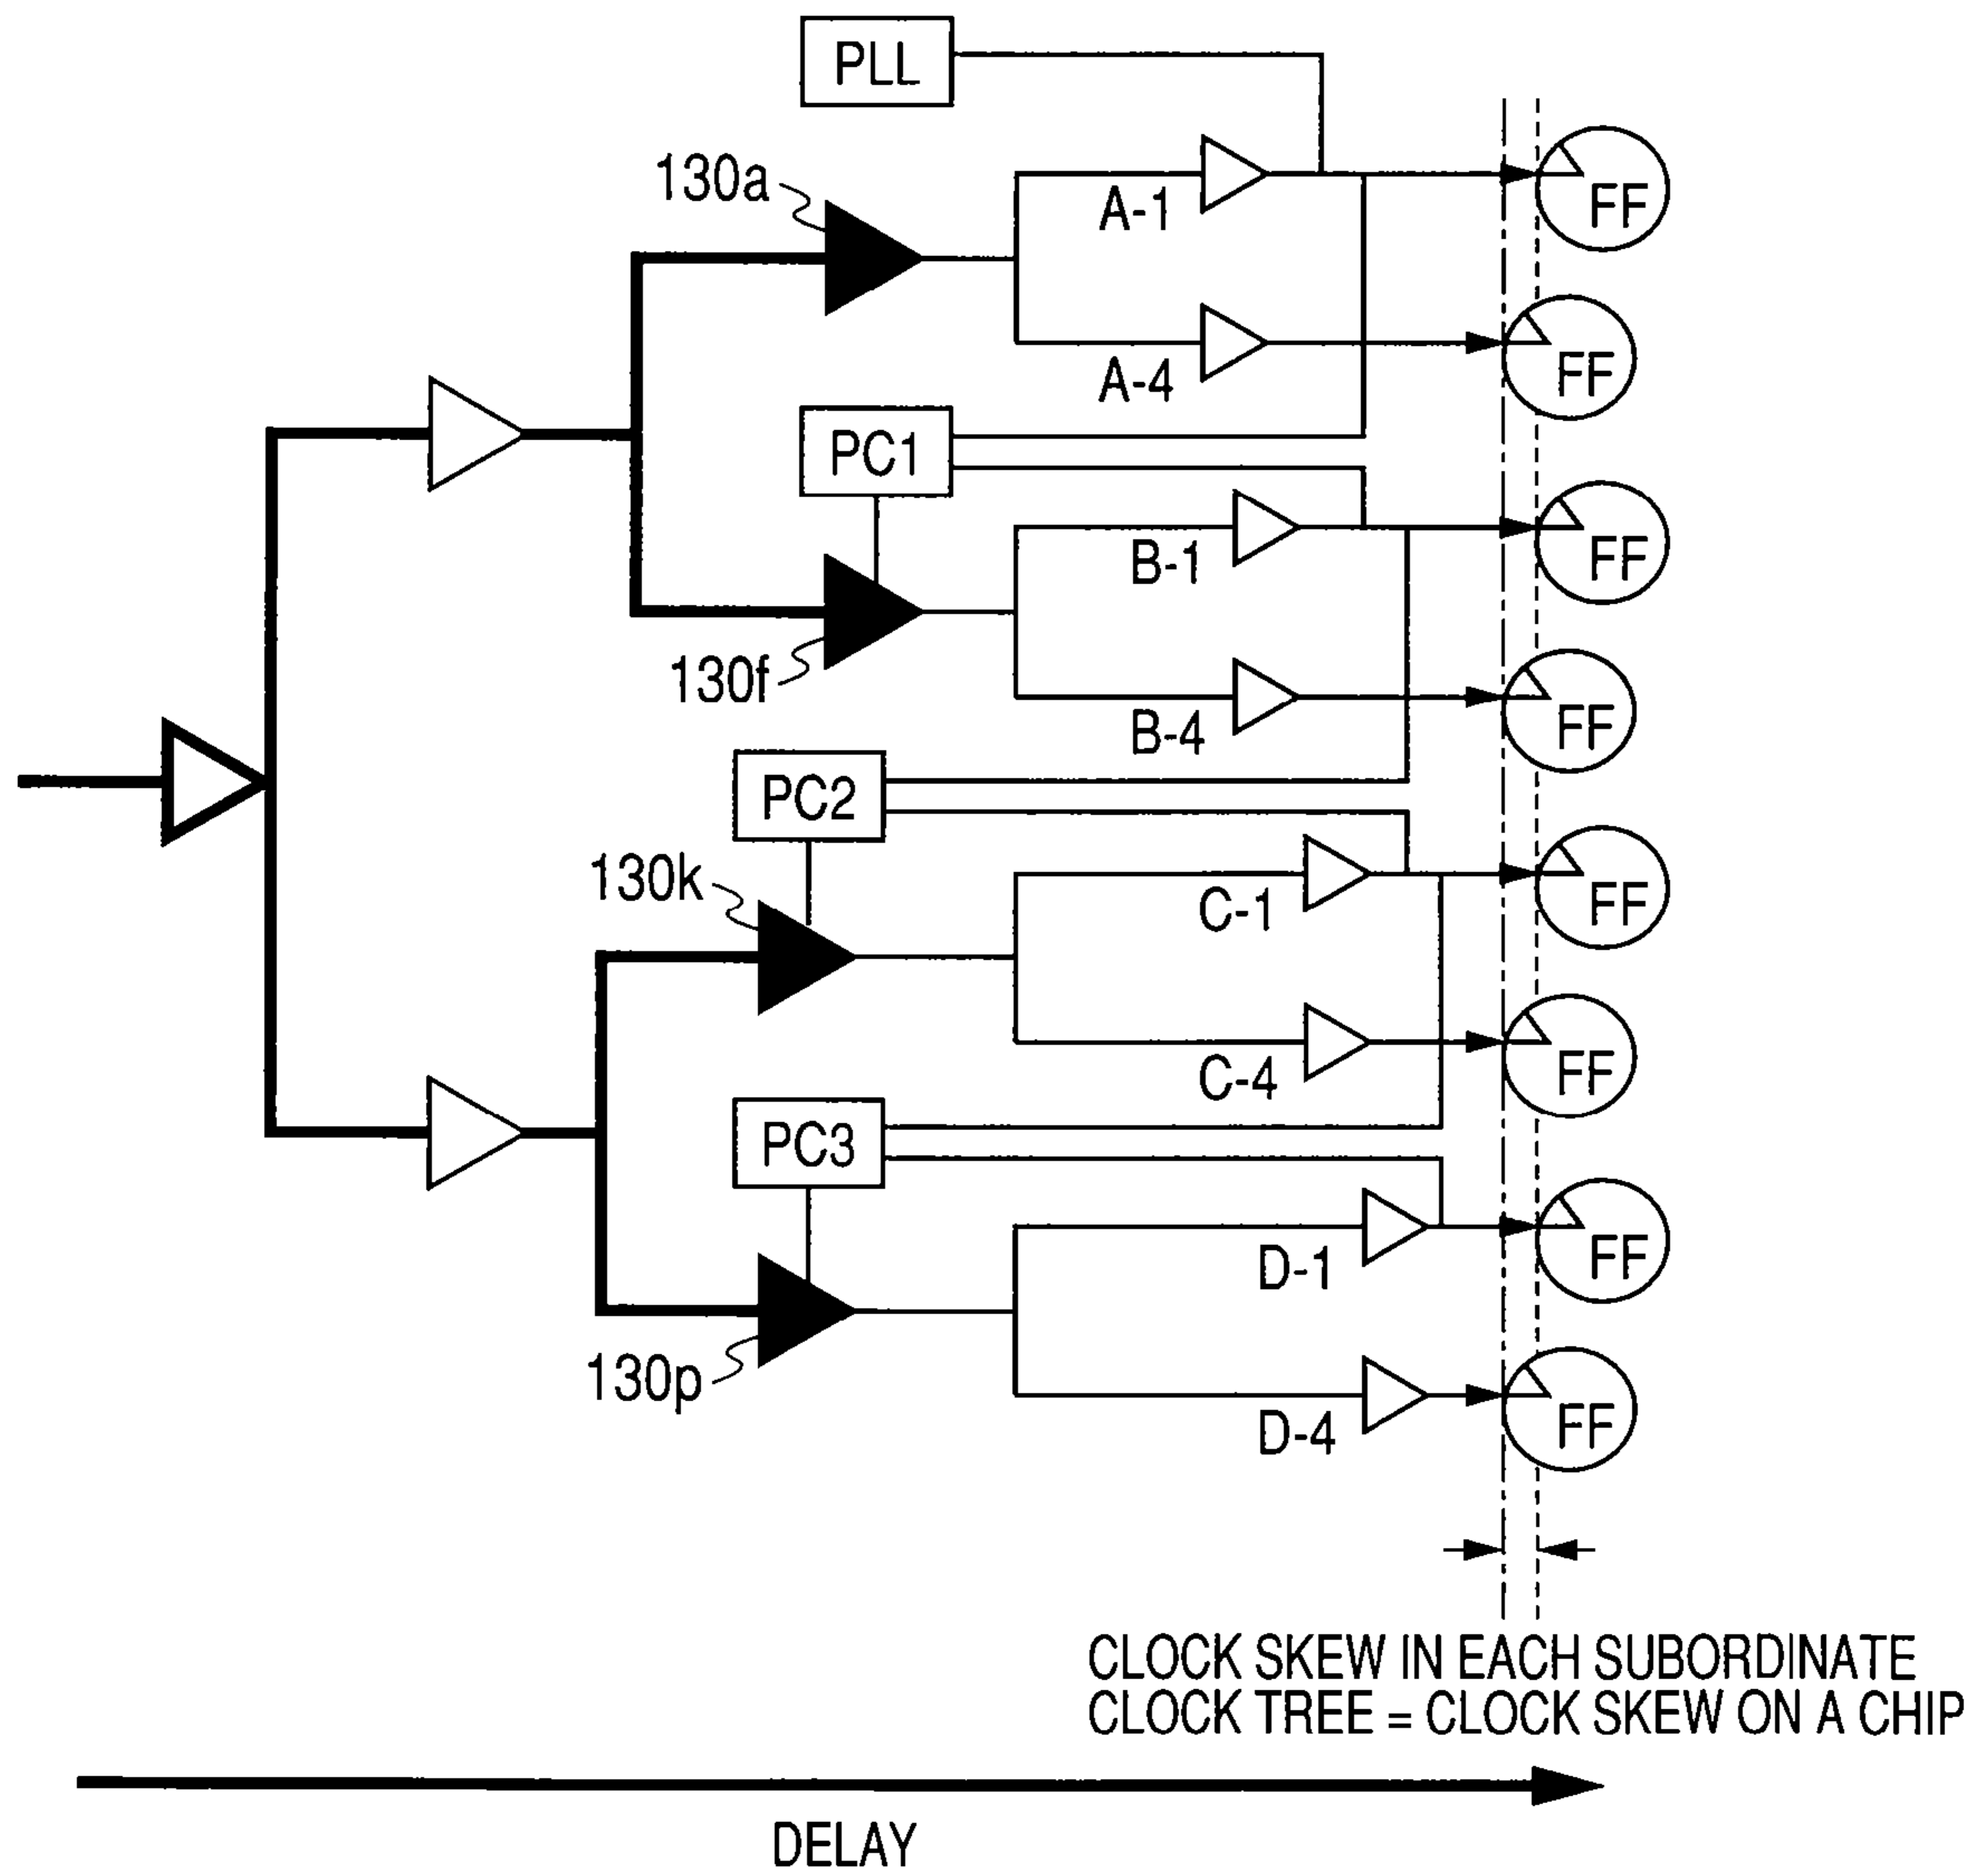 PLL
130a
A-1
FF
A-4
FF
PC1
130f
B-1
FF
B-4
FF
PC2
130k
C-1
FF
C-4
FF
PC3
130p
D-1
FF
D-4
FF
CLOCK SKEW IN EACH SUBORDINATE
CLOCK TREE = CLOCK SKEW ON A CHIP
DELAY